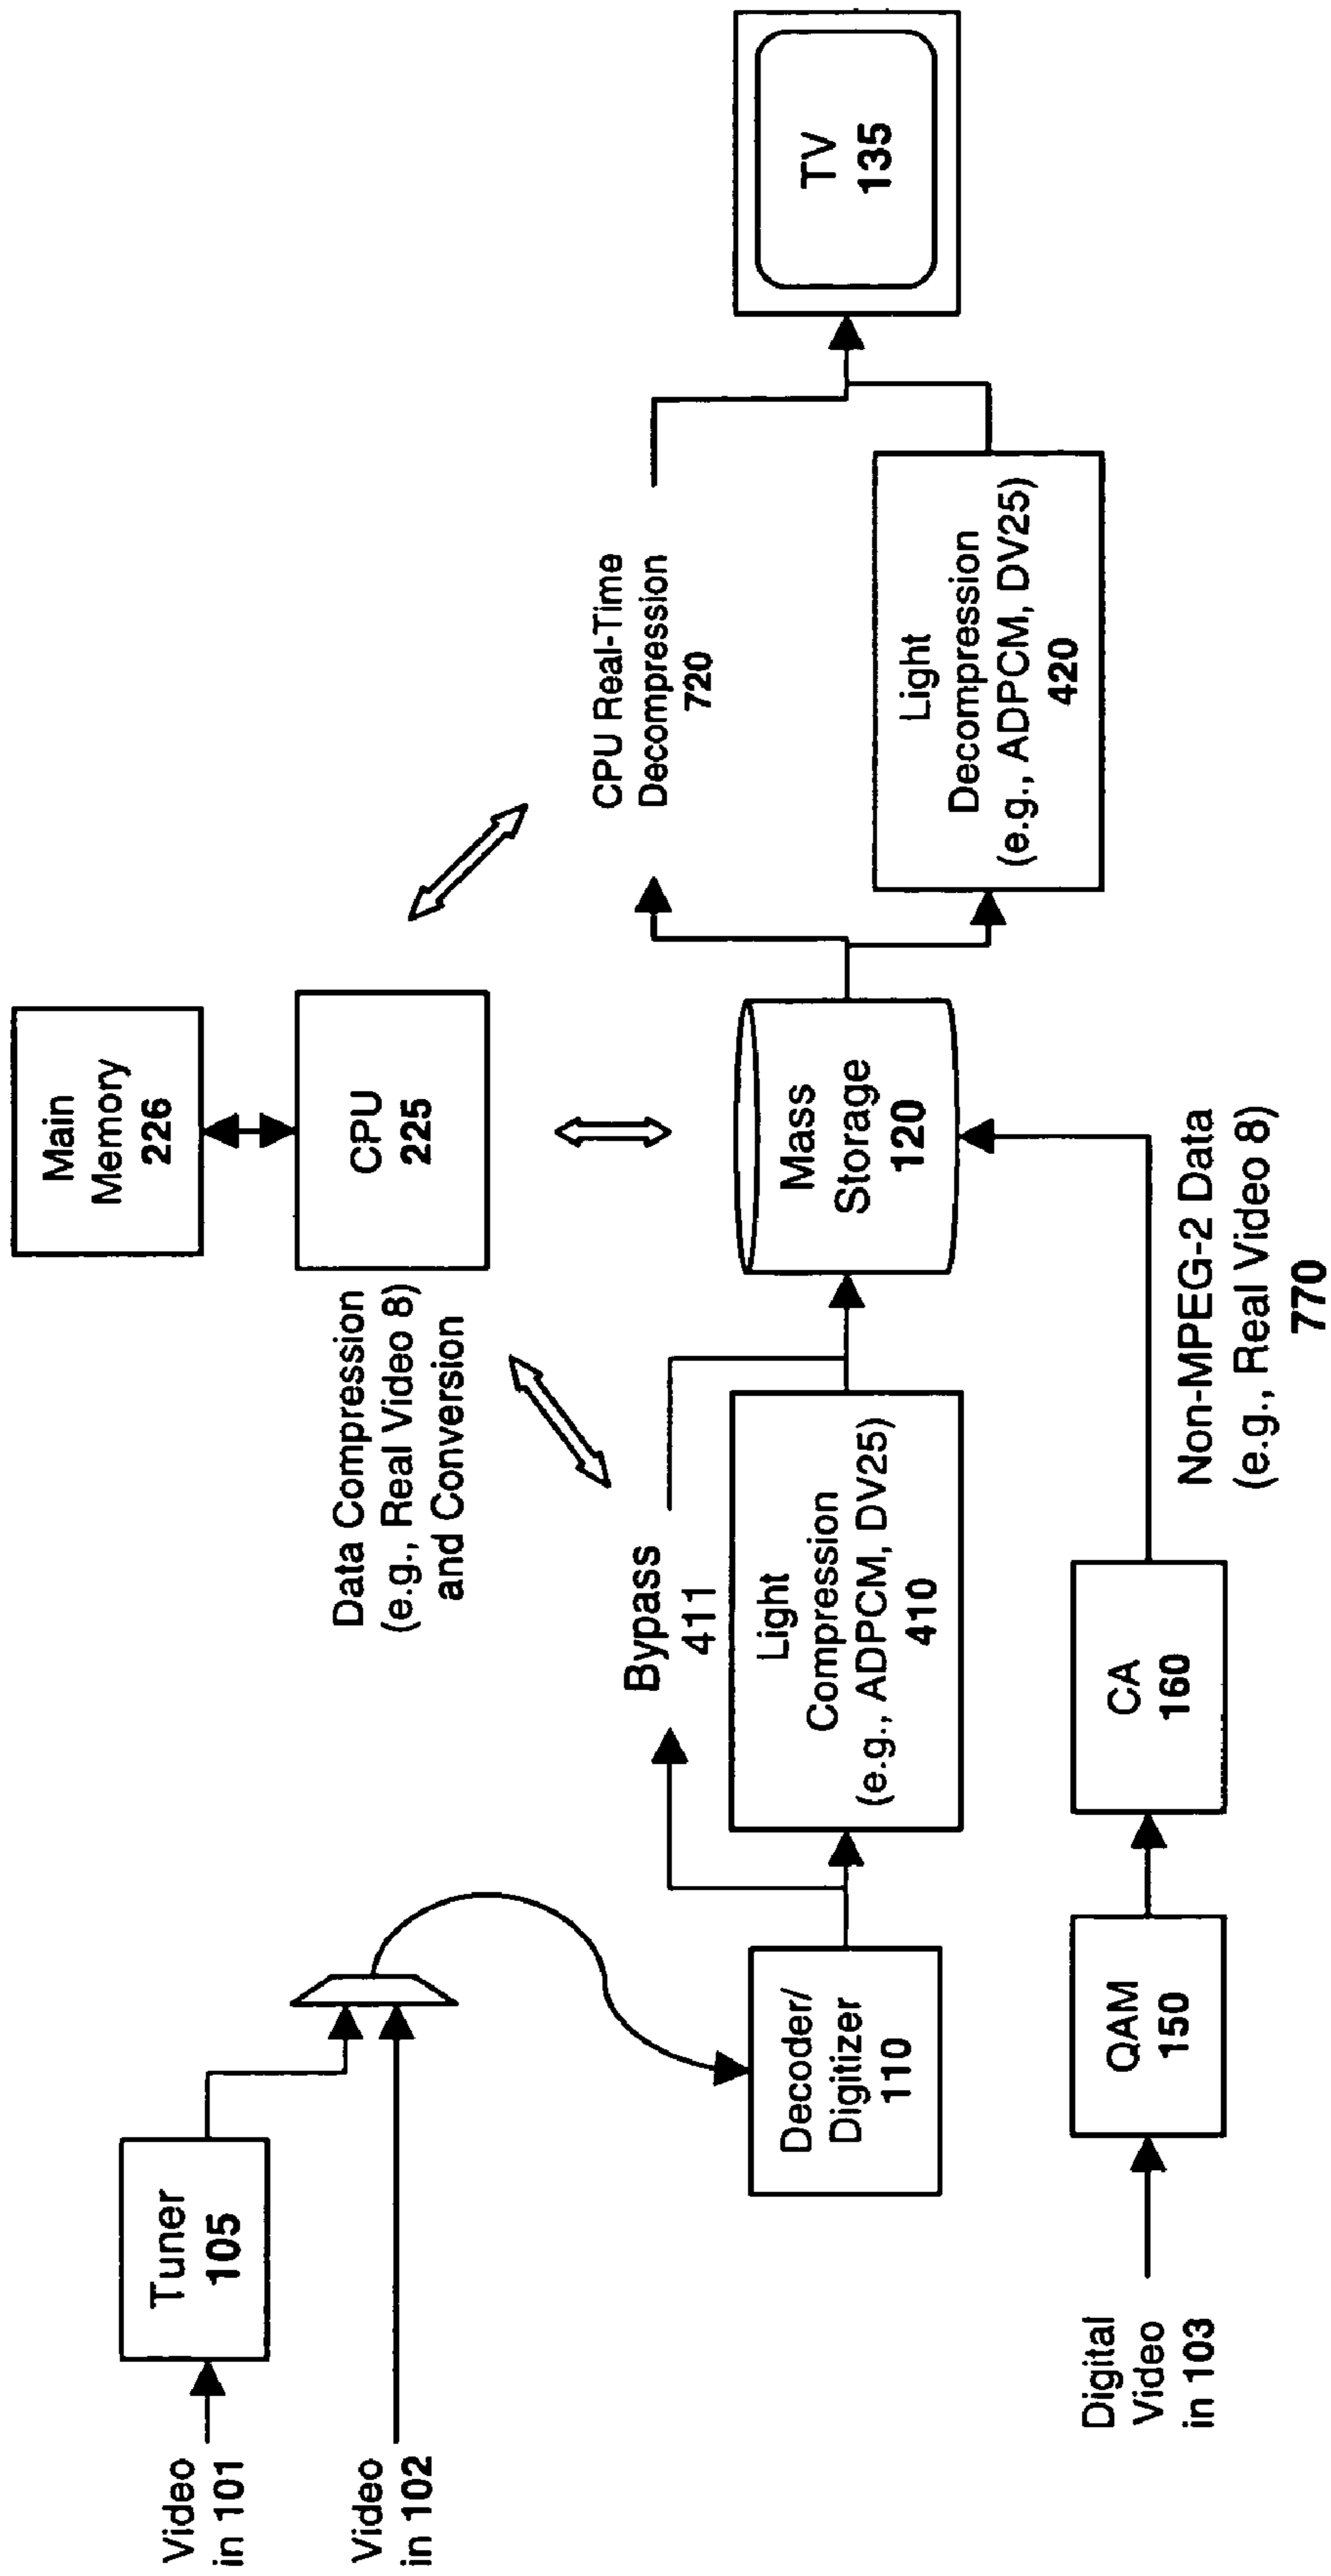 Video
in 101
Tuner
105
Video
in 102
Main
Memory
226
CPU
225
Data Compression
(e.g., Real Video 8)
and Conversion
Bypass
411
CPU Real-Time
Decompression
720
Decoder/
Digitizer
110
Light
Compression
(e.g., ADPCM, DV25)
410
Mass
Storage
120
Light
Decompression
(e.g., ADPCM, DV25)
420
TV
135
Digital
Video
in 103
QAM
150
CA
160
Non-MPEG-2 Data
(e.g., Real Video 8)
770